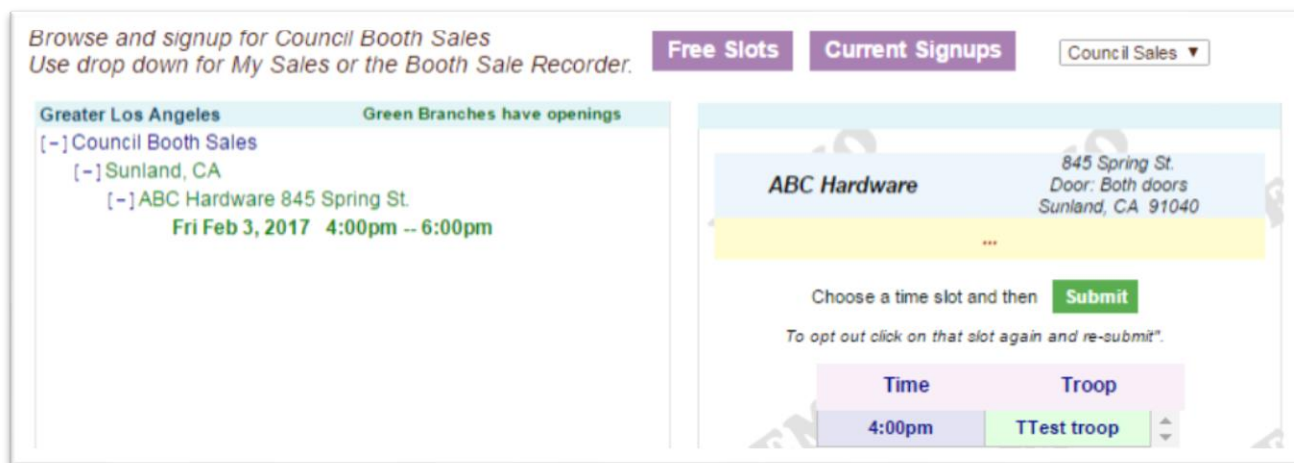 Browse and signup for Council Booth Sales
Use drop down for My Sales or the Booth Sale Recorder.
Free Slots
Current Signups
Council Sales ▼
Greater Los Angeles
Green Branches have openings
[-] Council Booth Sales
[-] Sunland, CA
[-] ABC Hardware 845 Spring St.
Fri Feb 3, 2017 4:00pm -- 6:00pm
ABC Hardware
845 Spring St.
Door: Both doors
Sunland, CA 91040
...
Choose a time slot and then Submit
To opt out click on that slot again and re-submit".
Time Troop
4:00pm TTest troop